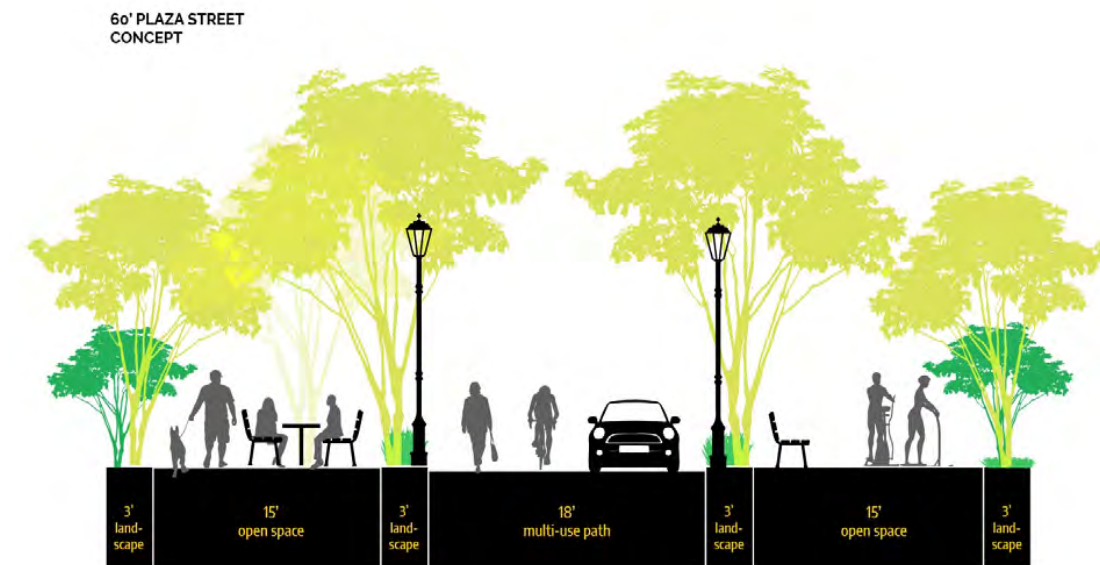 60' PLAZA STREET
CONCEPT
3'
land-
scape
15'
open space
3'
land-
scape
18'
multi-use path
3'
land-
scape
15'
open space
3'
land-
scape